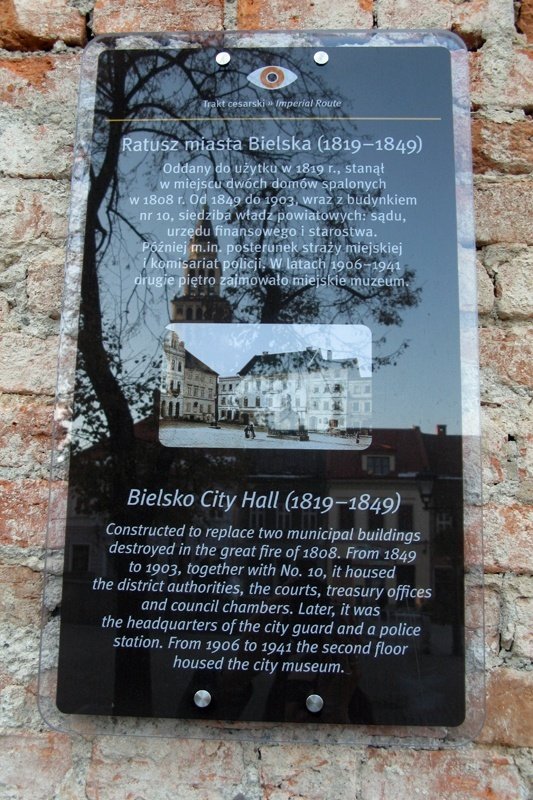 Trakt cesarski » Imperial Route
Ratusz miasta Bielska (1819–1849)
Oddany do użytku w 1819 r., stanął
w miejscu dwóch domów spalonych
w 1808 r. Od 1849 do 1903, wraz z budynkiem
nr 10, siedziba władz powiatowych: sądu,
urzędu finansowego i starostwa.
Później m.in. posterunek straży miejskiej
i komisariat policji. W latach 1906–1941
drugie piętro zajmowało miejskie muzeum.
Bielsko City Hall (1819–1849)
Constructed to replace two municipal buildings
destroyed in the great fire of 1808. From 1849
to 1903, together with No. 10, it housed
the district authorities, the courts, treasury offices
and council chambers. Later, it was
the headquarters of the city guard and a police
station. From 1906 to 1941 the second floor
housed the city museum.